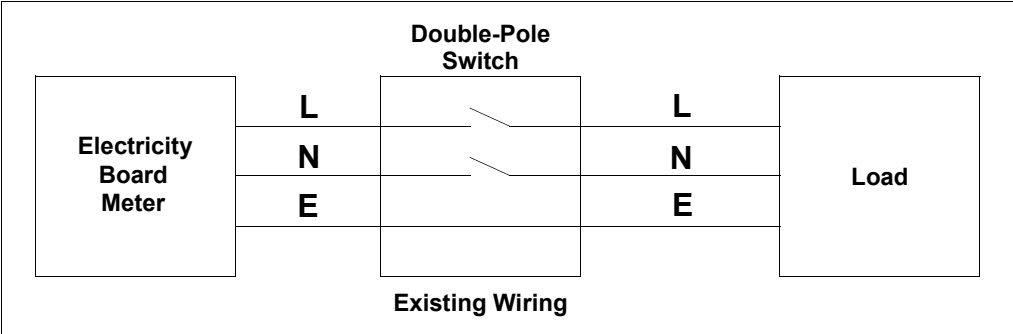 Double-Pole
Switch
L
L
Electricity
Board
Meter
N
N
Load
E
E
Existing Wiring